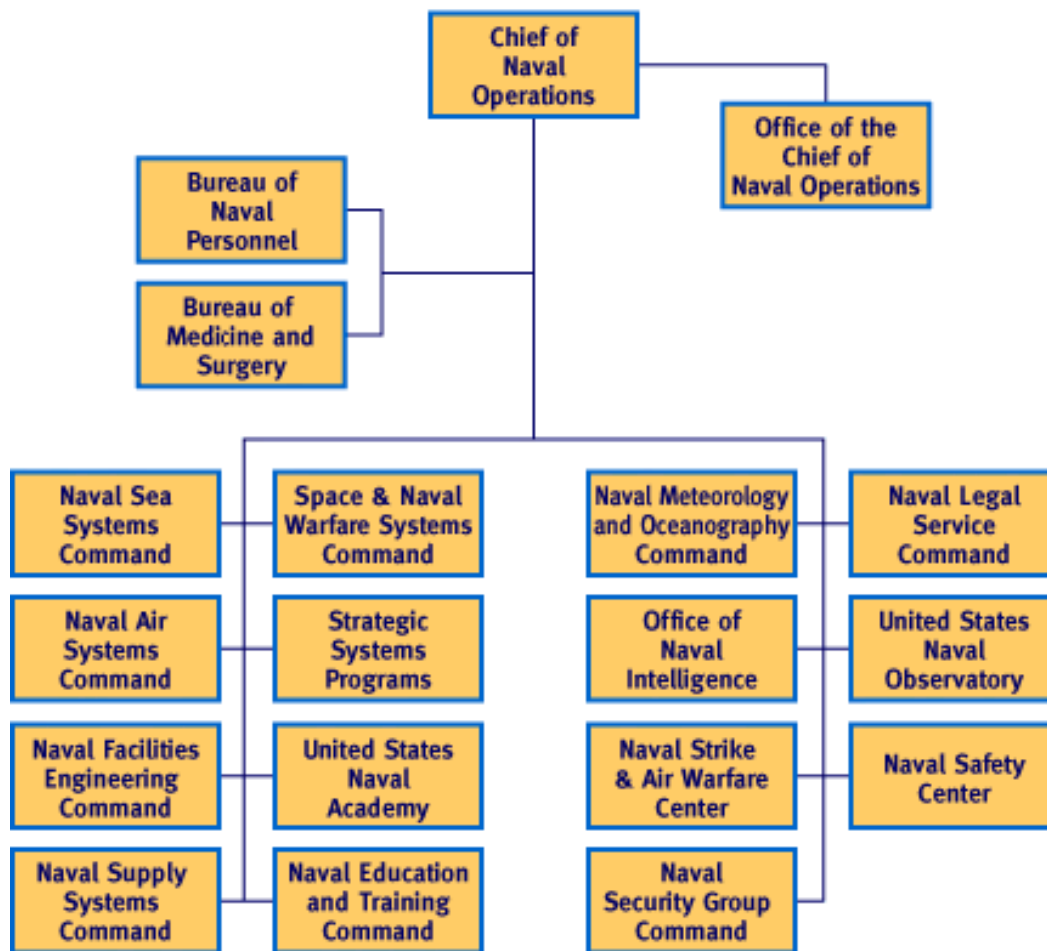 Chief of
Naval
Operations
Office of the
Chief of
Naval Operations
Bureau of
Naval
Personnel
Bureau of
Medicine and
Surgery
Naval Sea
Systems
Command
Space & Naval
Warfare Systems
Command
Naval Meteorology
and Oceanography
Command
Naval Legal
Service
Command
Naval Air
Systems
Command
Strategic
Systems
Programs
Office of
Naval
Intelligence
United States
Naval
Observatory
Naval Facilities
Engineering
Command
United States
Naval
Academy
Naval Strike
& Air Warfare
Center
Naval Safety
Center
Naval Supply
Systems
Command
Naval Education
and Training
Command
Naval
Security Group
Command